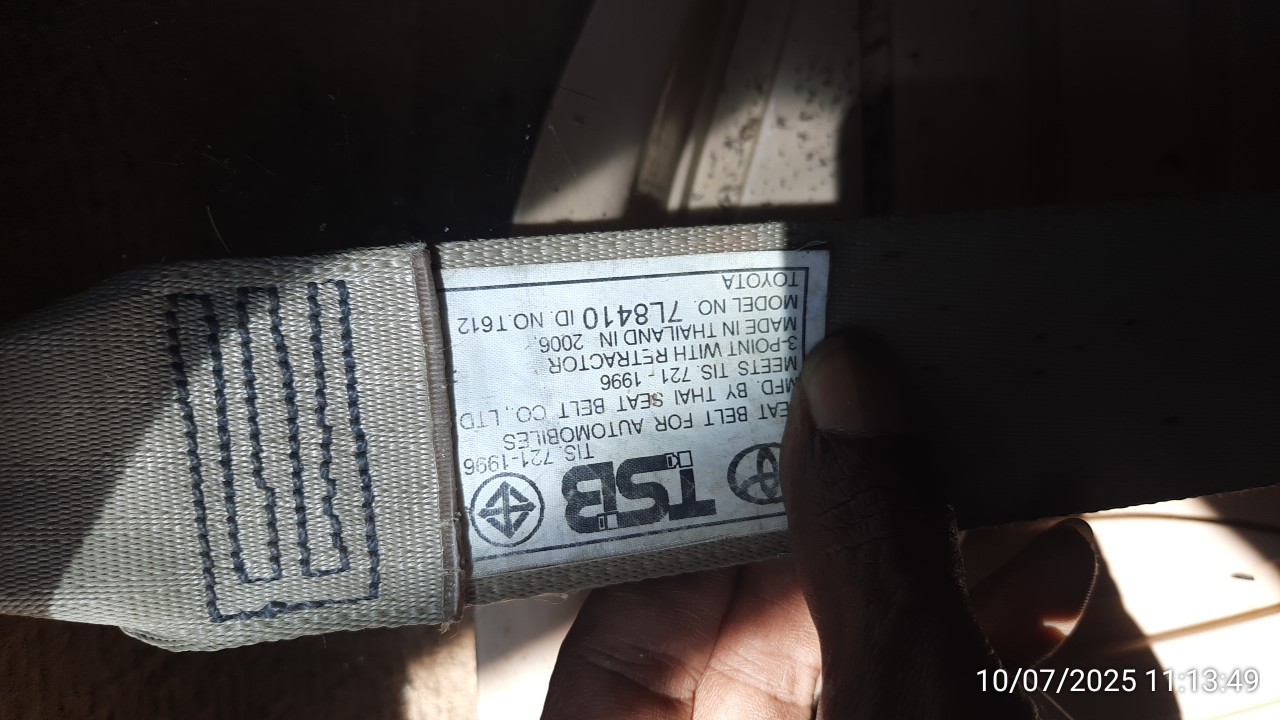 TSB
TIS. 721-1996
EAT BELT FOR AUTOMOBILES
MFD. BY THAI SEAT BELT CO., LTD
MEETS TIS. 721 - 1996
3-POINT WITH RETRACTOR
MADE IN THAILAND IN 2006.
MODEL NO. 7L8410 ID. NO. T612
TOYOTA
10/07/2025 11:13:49